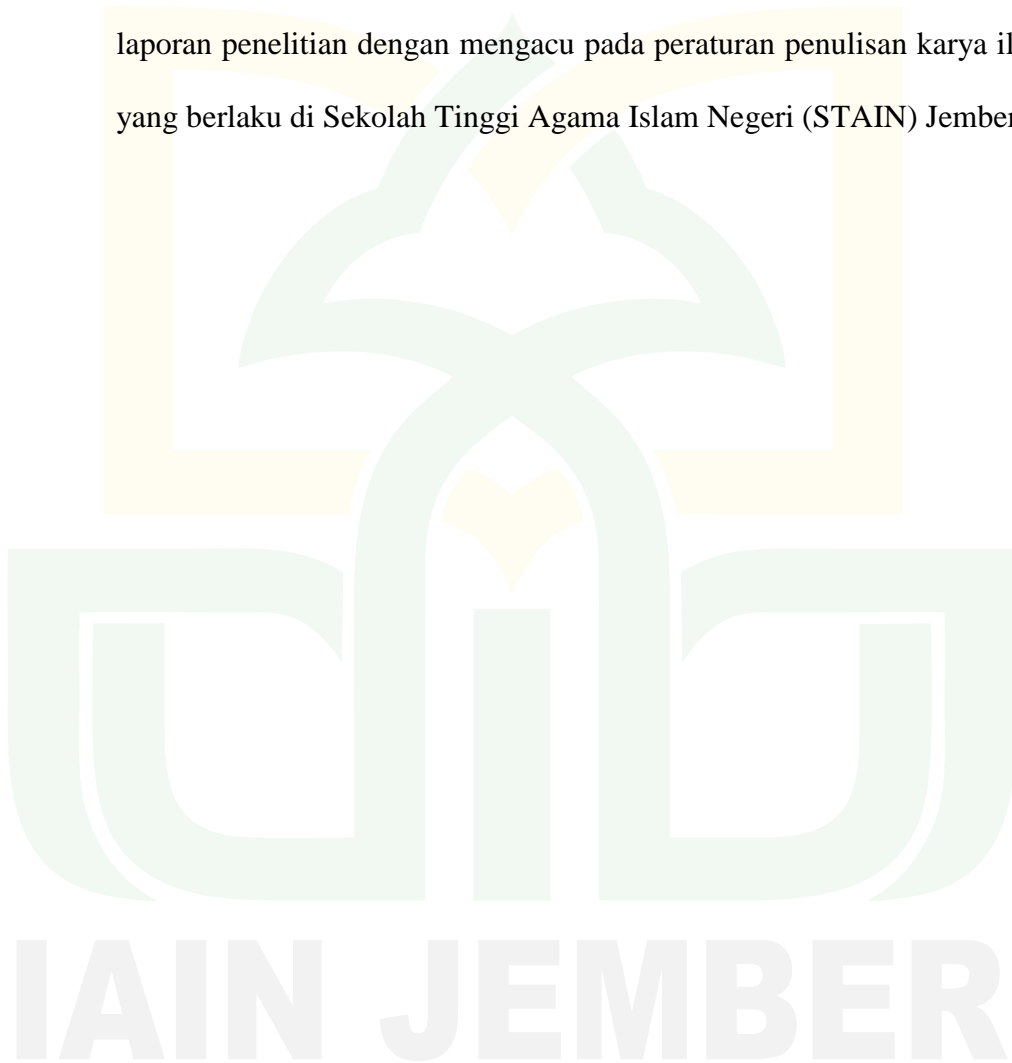 laporan penelitian dengan mengacu pada peraturan penulisan karya
yang berlaku di Sekolah Tinggi Agama Islam Negeri (STAIN) Jember
IAIN JEMBER